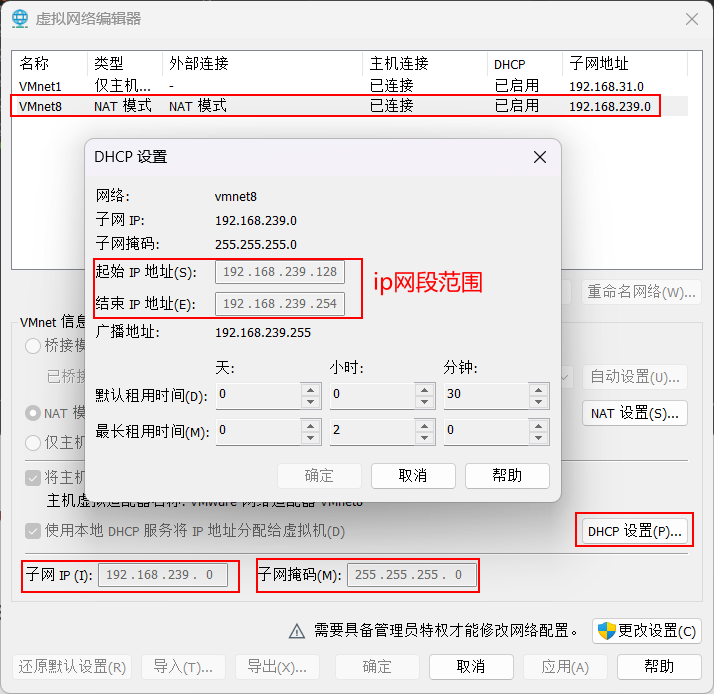 虚拟网络编辑器
名称 类型 外部连接 主机连接 DHCP 子网地址
VMnet1 仅主机... - 已连接 已启用 192.168.31.0
VMnet8 NAT 模式 NAT 模式 已连接 已启用 192.168.239.0
DHCP 设置
网络: vmnet8
子网 IP: 192.168.239.0
子网掩码: 255.255.255.0
起始 IP 地址(S): 192.168.239.128
ip网段范围
结束 IP 地址(E): 192.168.239.254
广播地址: 192.168.239.255
天: 小时: 分钟:
默认租用时间(D): 0 0 30
最长租用时间(M): 0 2 0
确定 取消 帮助
重命名网络(W)...
VMnet 信息
桥接模
已桥接 自动设置(U)...
NAT 模 NAT 设置(S)...
仅主机
将主机
主机虚拟适配器名称: VMware 网络适配器 VMnet8
使用本地 DHCP 服务将 IP 地址分配给虚拟机(D) DHCP 设置(P)...
子网 IP (I): 192.168.239. 0 子网掩码(M): 255.255.255. 0
需要具备管理员特权才能修改网络配置。 更改设置(C)
还原默认设置(R) 导入(T)... 导出(X)... 确定 取消 应用(A) 帮助